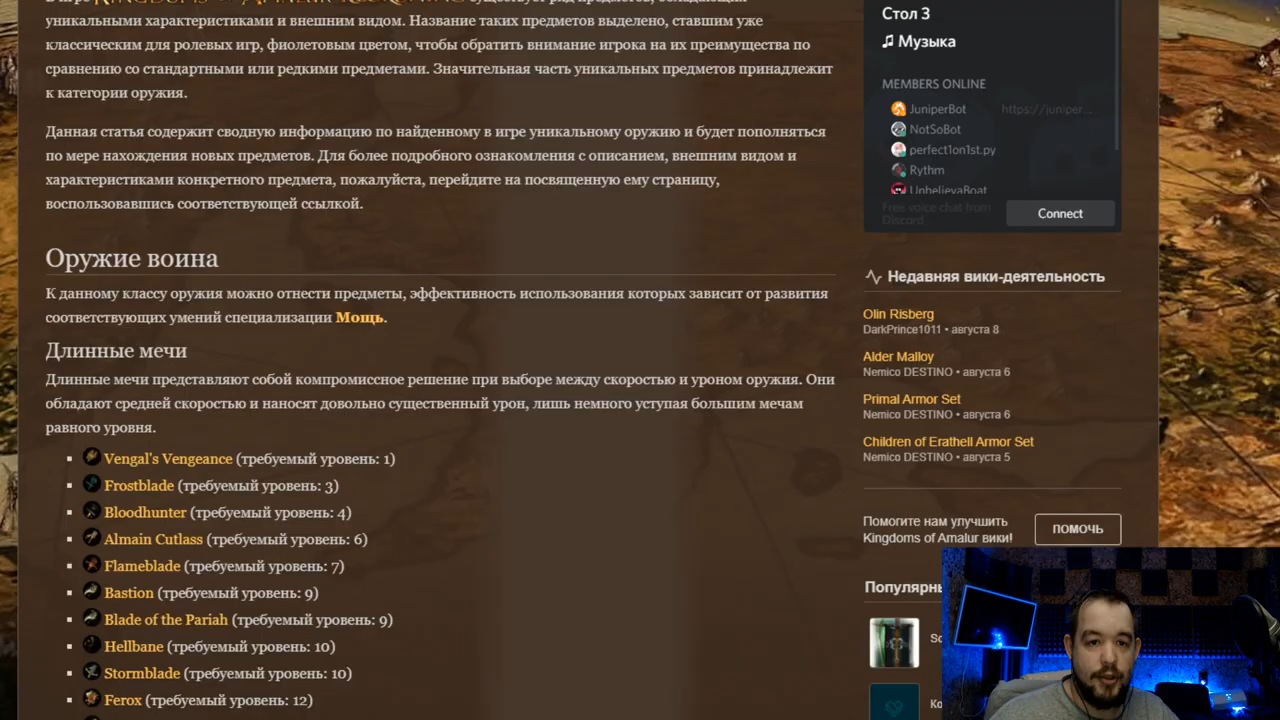 уникальными характеристиками и внешним видом. Название таких предметов выделено, ставшим уже
классическим для ролевых игр, фиолетовым цветом, чтобы обратить внимание игрока на их преимущества по
сравнению со стандартными или редкими предметами. Значительная часть уникальных предметов принадлежит
к категории оружия.
Данная статья содержит сводную информацию по найденному в игре уникальному оружию и будет пополняться
по мере нахождения новых предметов. Для более подробного ознакомления с описанием, внешним видом и
характеристиками конкретного предмета, пожалуйста, перейдите на посвященную ему страницу,
воспользовавшись соответствующей ссылкой.
Оружие воина
К данному классу оружия можно отнести предметы, эффективность использования которых зависит от развития
соответствующих умений специализации Мощь.
Длинные мечи
Длинные мечи представляют собой компромиссное решение при выборе между скоростью и уроном оружия. Они
обладают средней скоростью и наносят довольно существенный урон, лишь немного уступая большим мечам
равного уровня.
Vengal's Vengeance (требуемый уровень: 1)
Frostblade (требуемый уровень: 3)
Bloodhunter (требуемый уровень: 4)
Almain Cutlass (требуемый уровень: 6)
Flameblade (требуемый уровень: 7)
Bastion (требуемый уровень: 9)
Blade of the Pariah (требуемый уровень: 9)
Hellbane (требуемый уровень: 10)
Stormblade (требуемый уровень: 10)
Ferox (требуемый уровень: 12)
Стол 3
Музыка
MEMBERS ONLINE
JuniperBot https://juniper...
NotSoBot
perfect1on1st.py
Rythm
UnbelievaBoat
Free voice chat from
Discord
Connect
Недавняя вики-деятельность
Olin Risberg
DarkPrince1011 • августа 8
Alder Malloy
Nemico DESTINO • августа 6
Primal Armor Set
Nemico DESTINO • августа 6
Children of Erathell Armor Set
Nemico DESTINO • августа 5
Помогите нам улучшить
Kingdoms of Amalur вики!
ПОМОЧЬ
Популярны